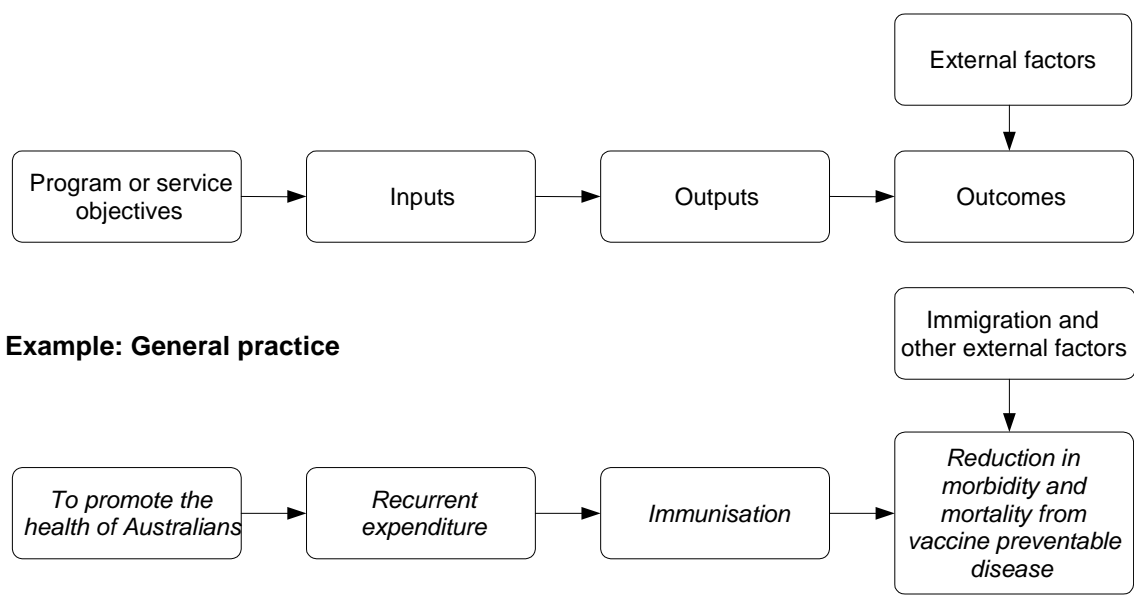 External factors
Program or service
objectives
Inputs
Outputs
Outcomes
Example: General practice
Immigration and
other external factors
To promote the
health of Australians
Recurrent
expenditure
Immunisation
Reduction in
morbidity and
mortality from
vaccine preventable
disease